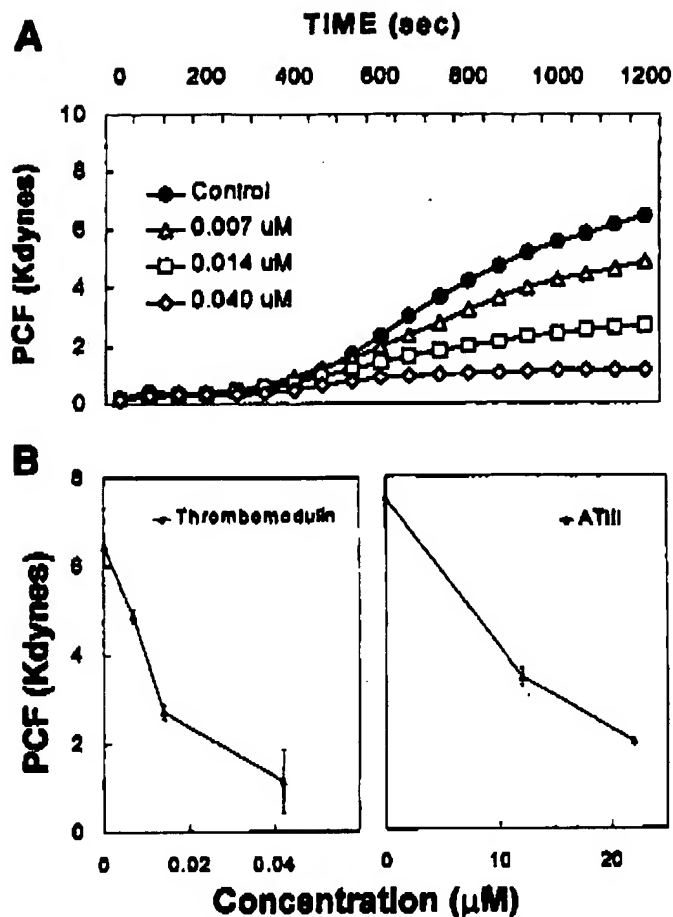 A
TIME (sec)
0 200 400 600 800 1000 1200
10
8
6
4
2
0
PCF (Kdynes)
Control
0.007 uM
0.014 uM
0.040 uM
B
8
6
4
2
0
PCF (Kdynes)
Thrombomodulin
ATIII
0 0.02 0.04
0 10 20
Concentration (μM)